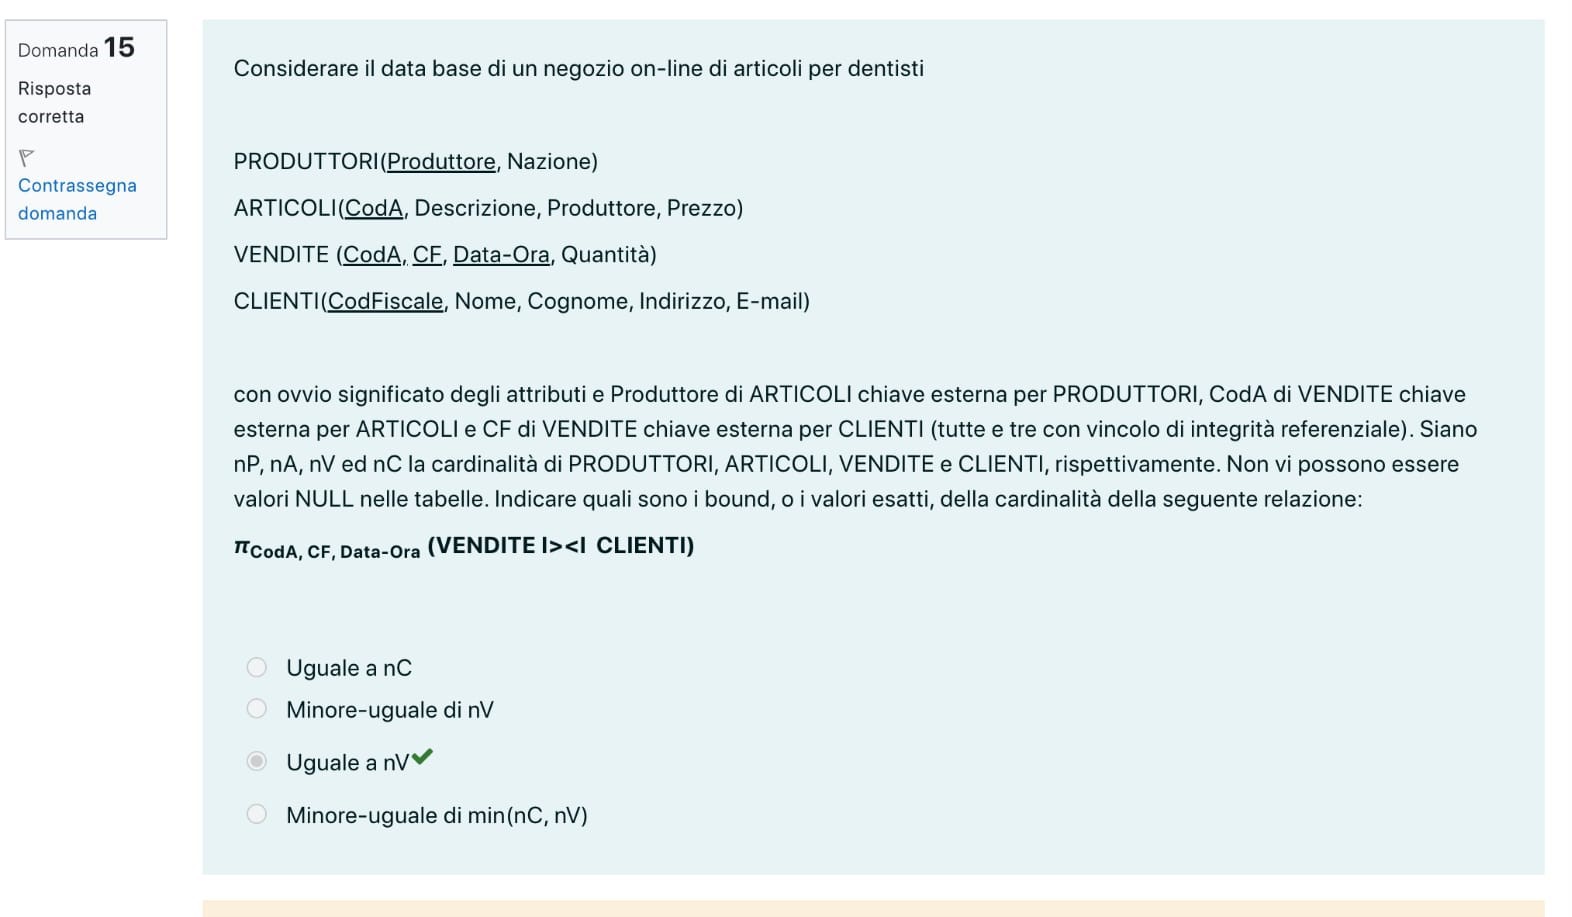 Domanda 15
Risposta
corretta
Contrassegna
domanda
Considerare il data base di un negozio on-line di articoli per dentisti
PRODUTTORI(Produttore, Nazione)
ARTICOLI(CodA, Descrizione, Produttore, Prezzo)
VENDITE (CodA, CF, Data-Ora, Quantità)
CLIENTI(CodFiscale, Nome, Cognome, Indirizzo, E-mail)
con ovvio significato degli attributi e Produttore di ARTICOLI chiave esterna per PRODUTTORI, CodA di VENDITE chiave
esterna per ARTICOLI e CF di VENDITE chiave esterna per CLIENTI (tutte e tre con vincolo di integrità referenziale). Siano
nP, nA, nV ed nC la cardinalità di PRODUTTORI, ARTICOLI, VENDITE e CLIENTI, rispettivamente. Non vi possono essere
valori NULL nelle tabelle. Indicare quali sono i bound, o i valori esatti, della cardinalità della seguente relazione:
π CodA, CF, Data-Ora (VENDITE I><I CLIENTI)
Uguale a nC
Minore-uguale di nV
Uguale a nV
Minore-uguale di min(nC, nV)